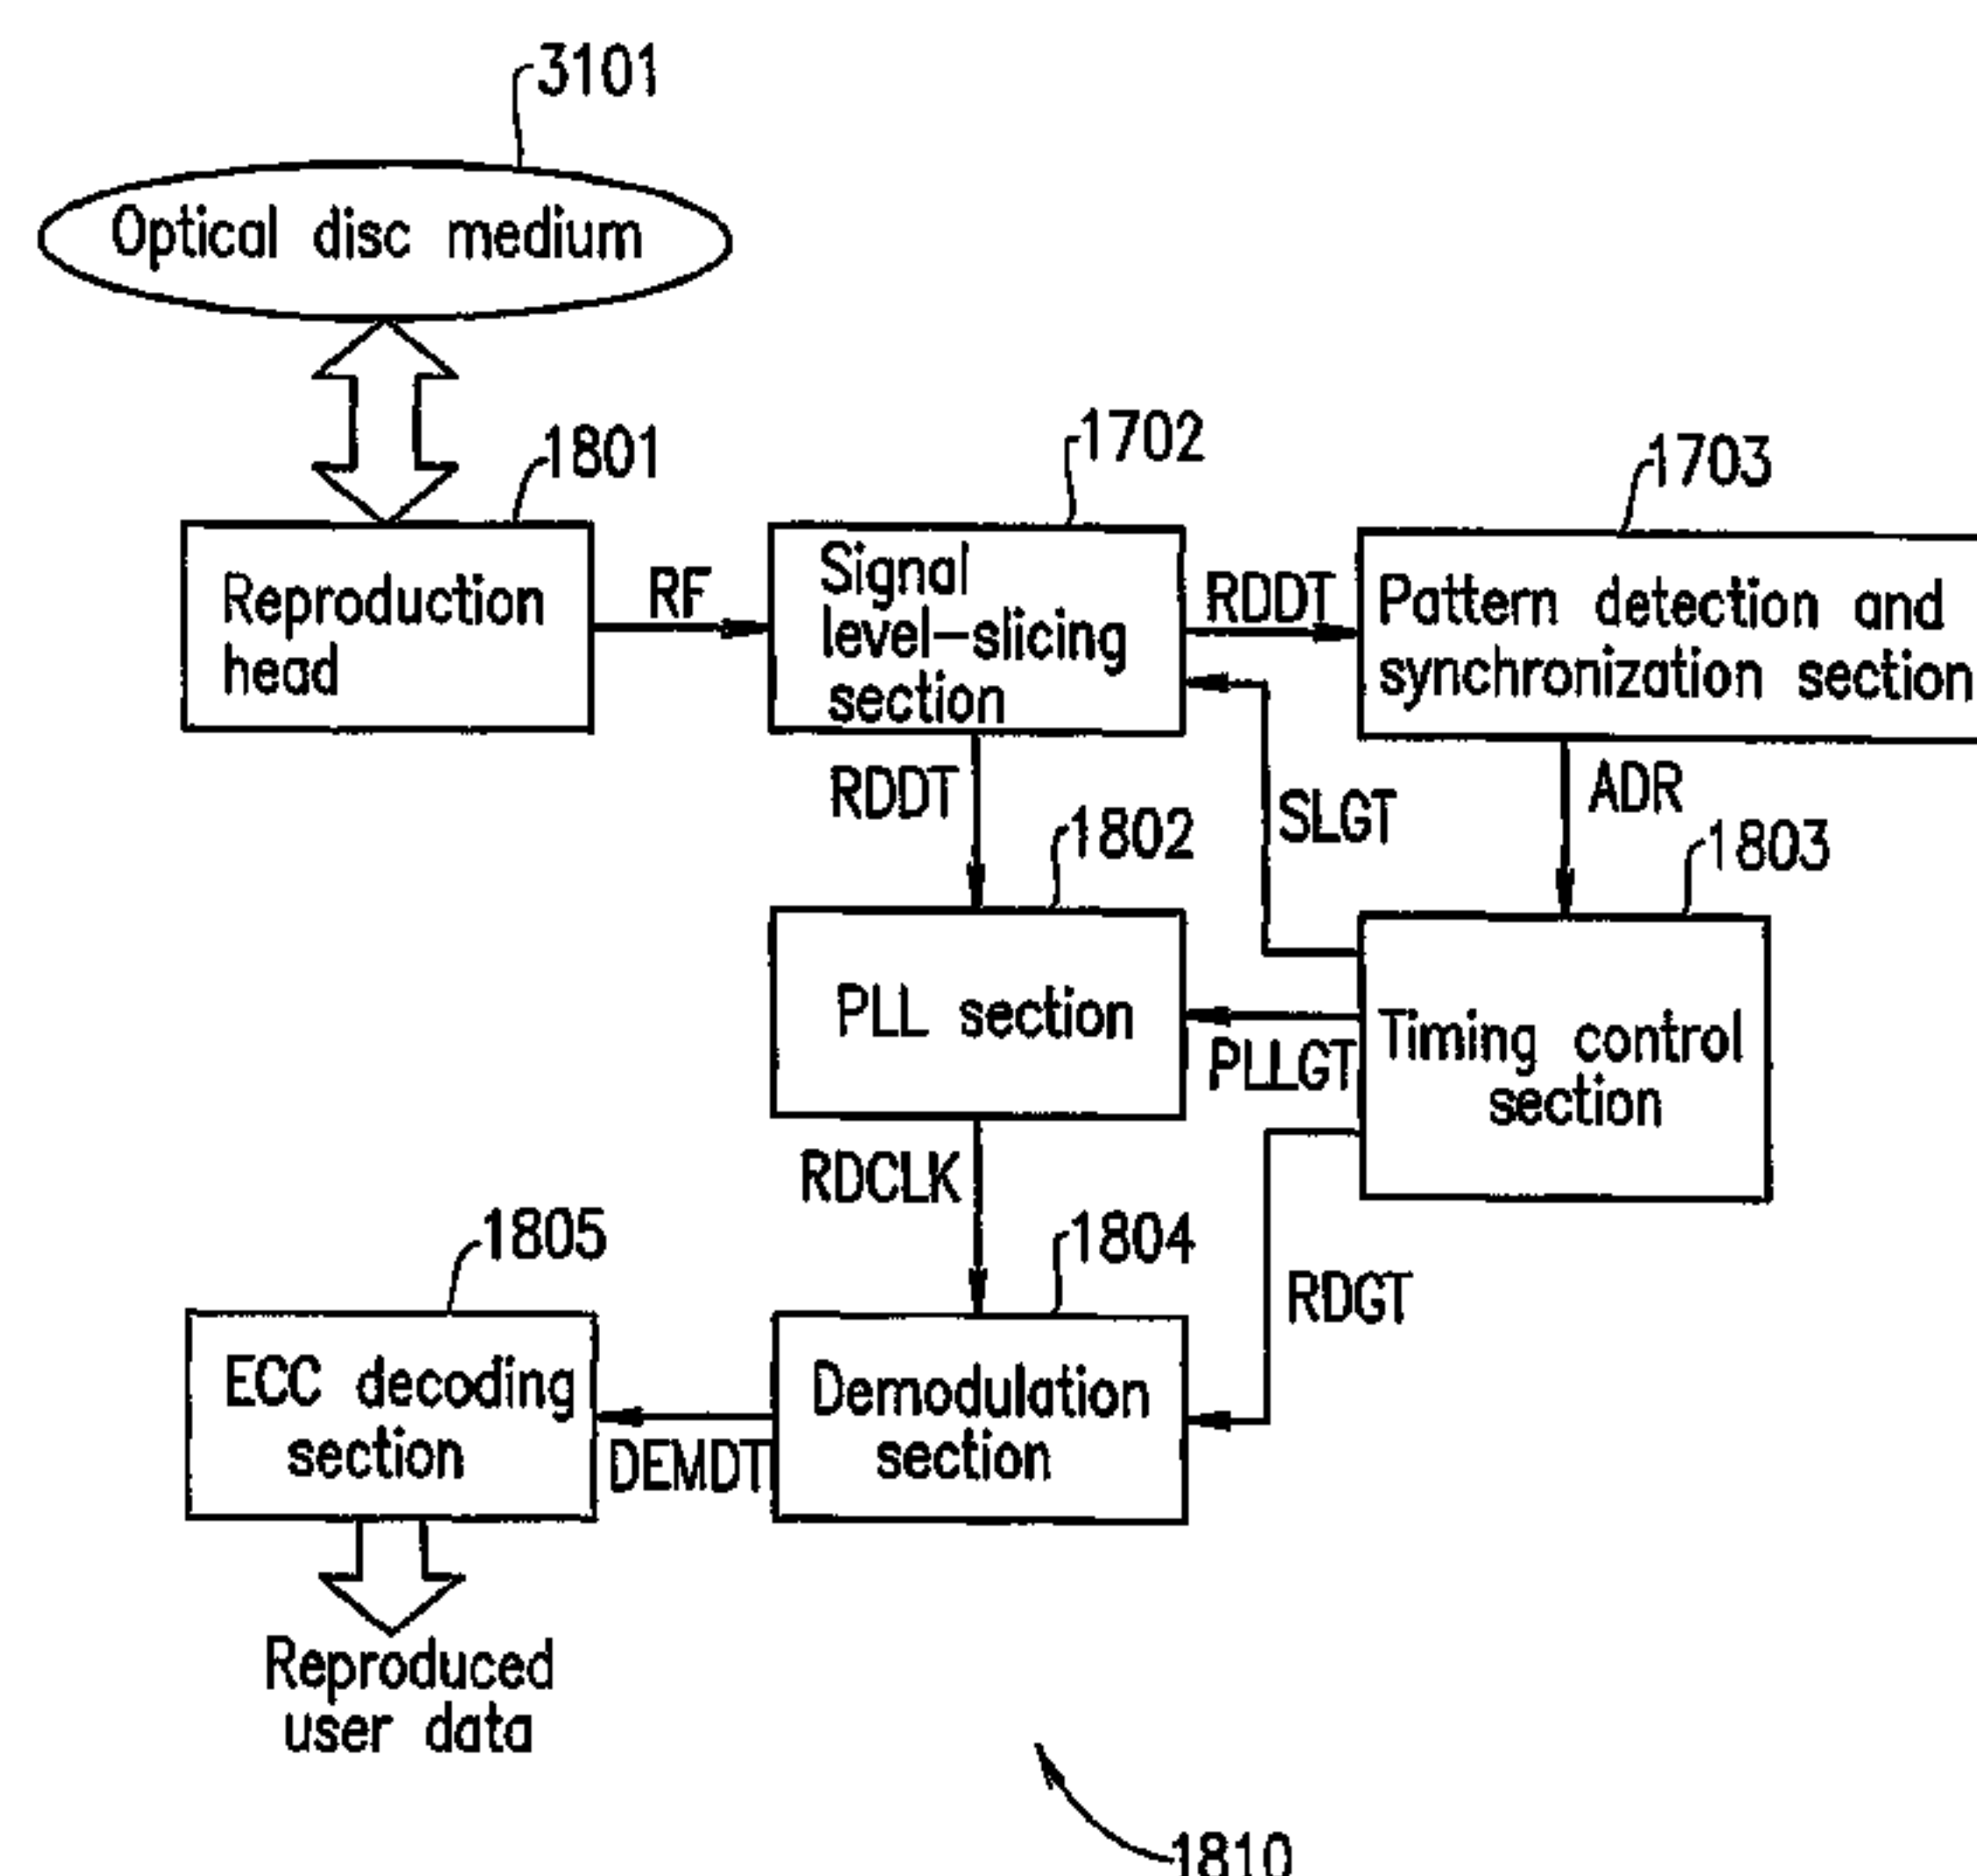 3101
Optical disc medium
1801
1702
1703
Reproduction
head
RF
Signal
level-slicing
section
RDDT
Pattern detection and
synchronization section
RDDT
SLGT
ADR
1802
1803
PLL section
PLLGT
Timing control
section
RDCLK
1805
1804
RDGT
ECC decoding
section
DEMDT
Demodulation
section
Reproduced
user data
1810